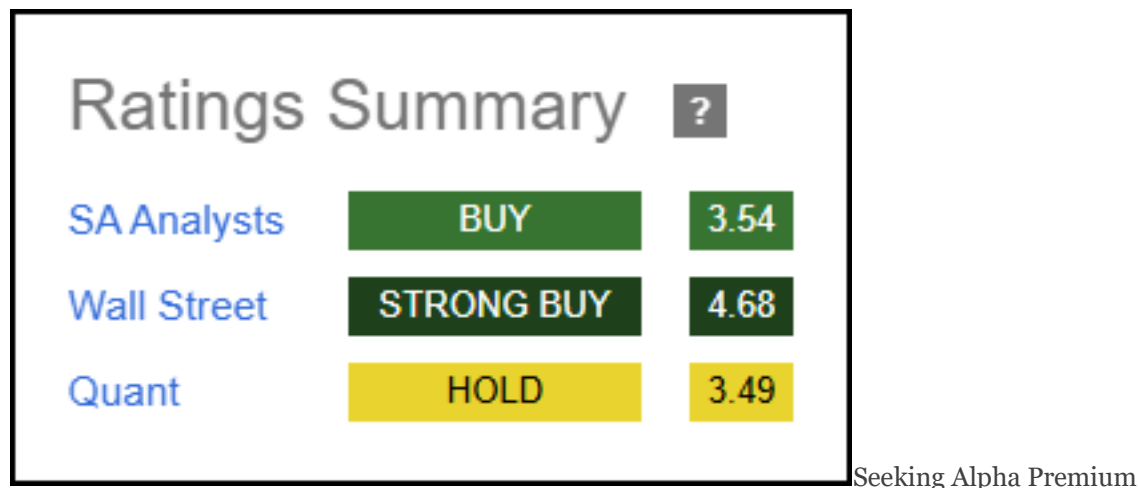 Ratings Summary ?
SA Analysts BUY 3.54
Wall Street STRONG BUY 4.68
Quant HOLD 3.49
Seeking Alpha Premium